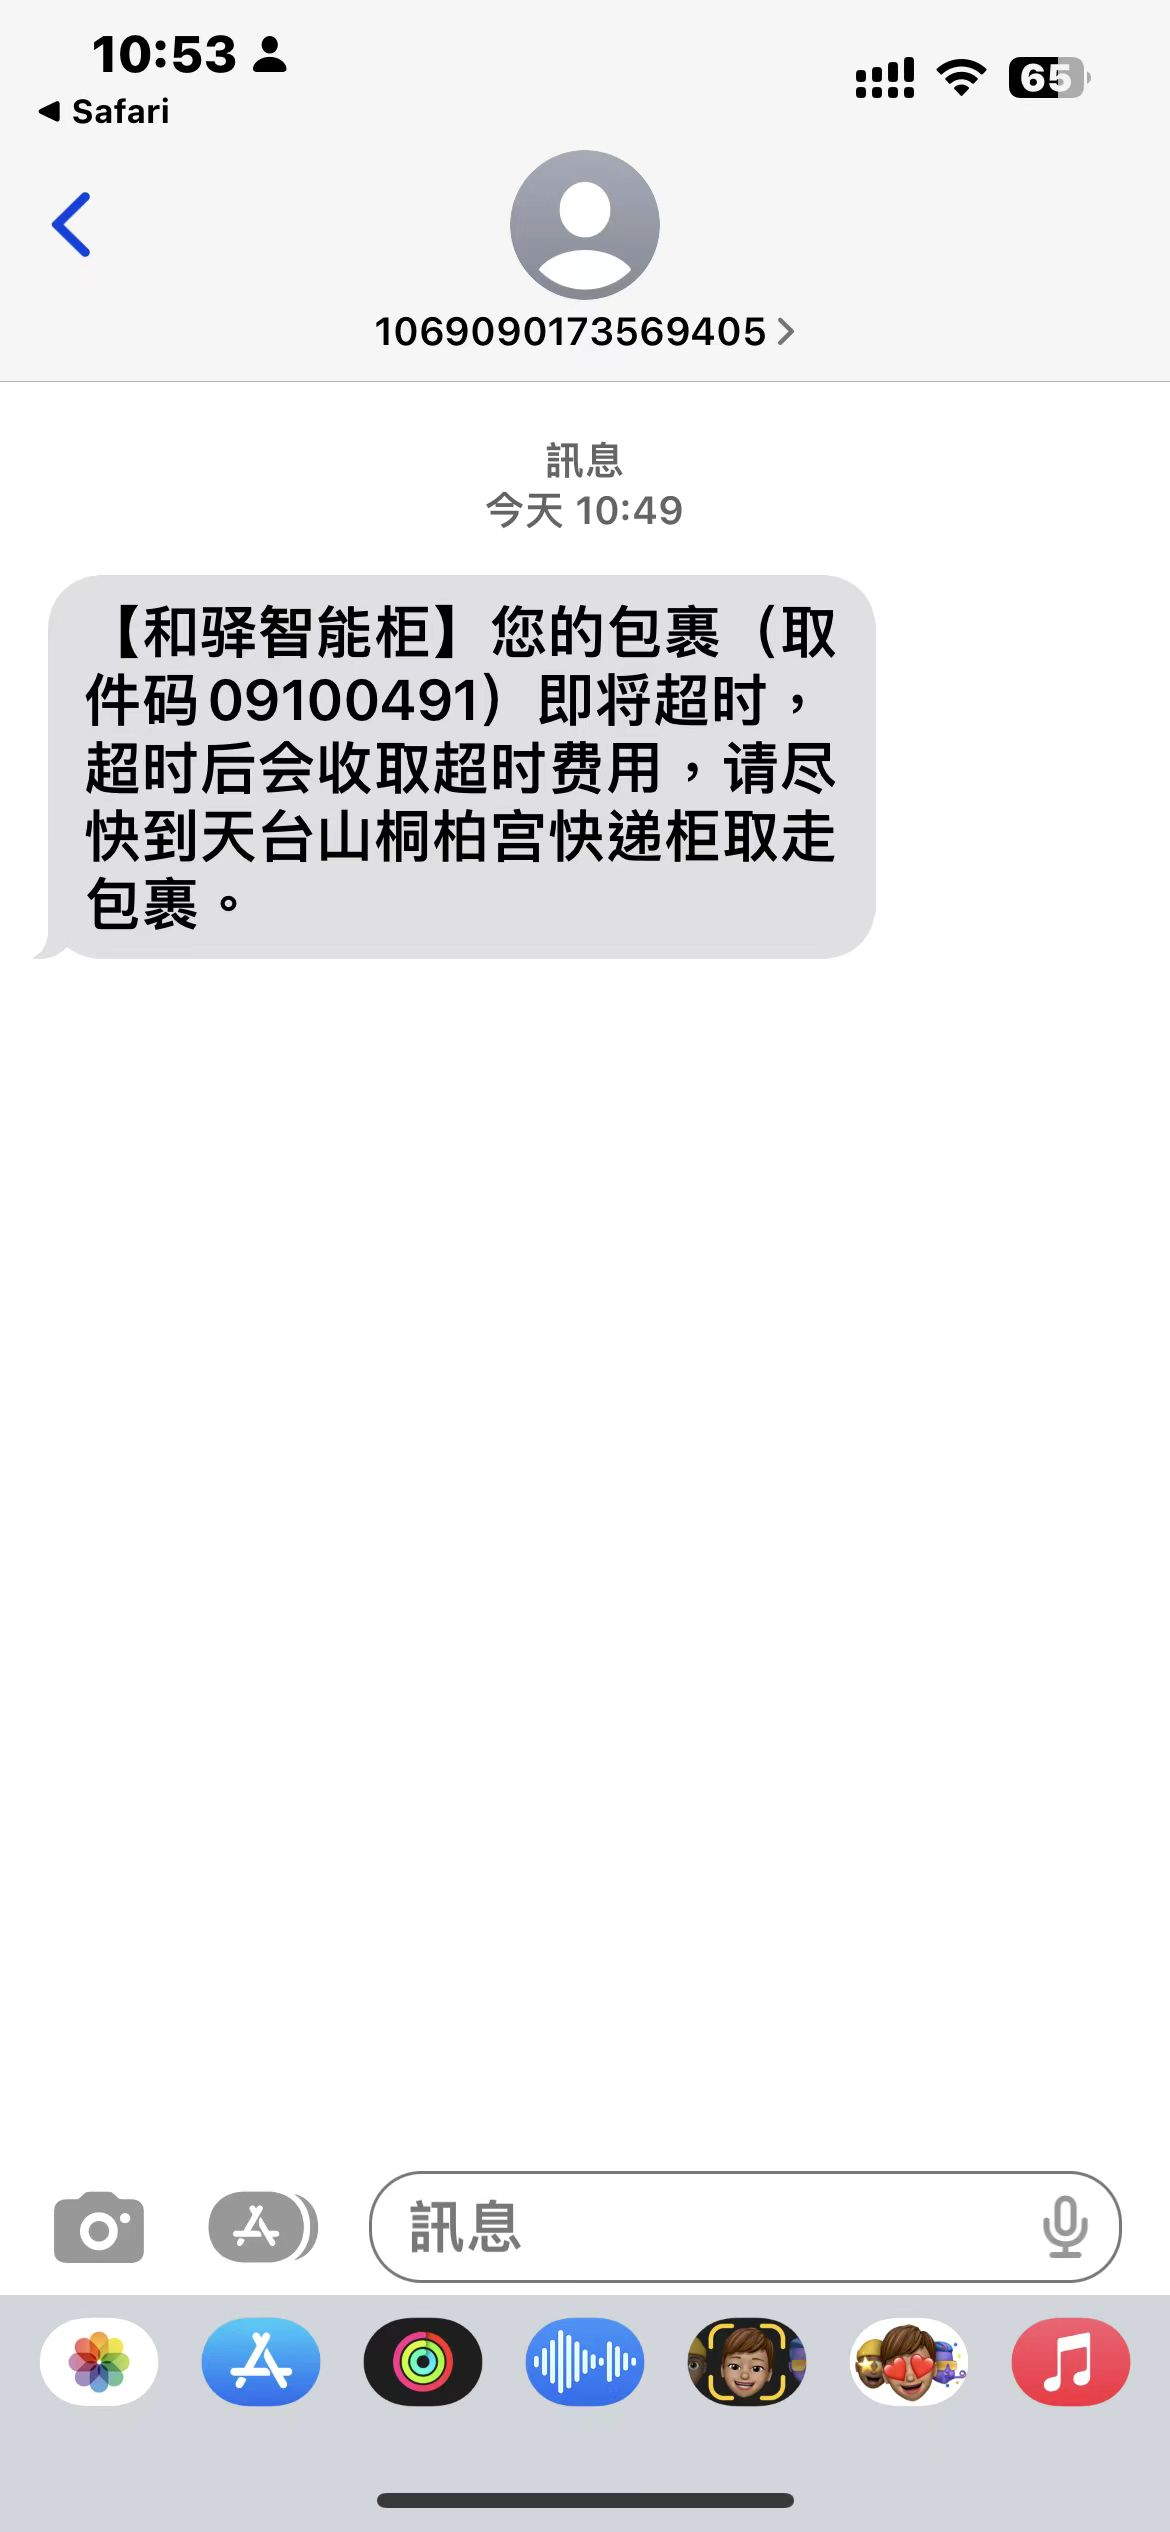 10:53
Safari
65
1069090173569405
訊息
今天 10:49
【和驿智能柜】您的包裹（取
件码09100491）即将超时，
超时后会收取超时费用，请尽
快到天台山桐柏宫快递柜取走
包裹。
訊息